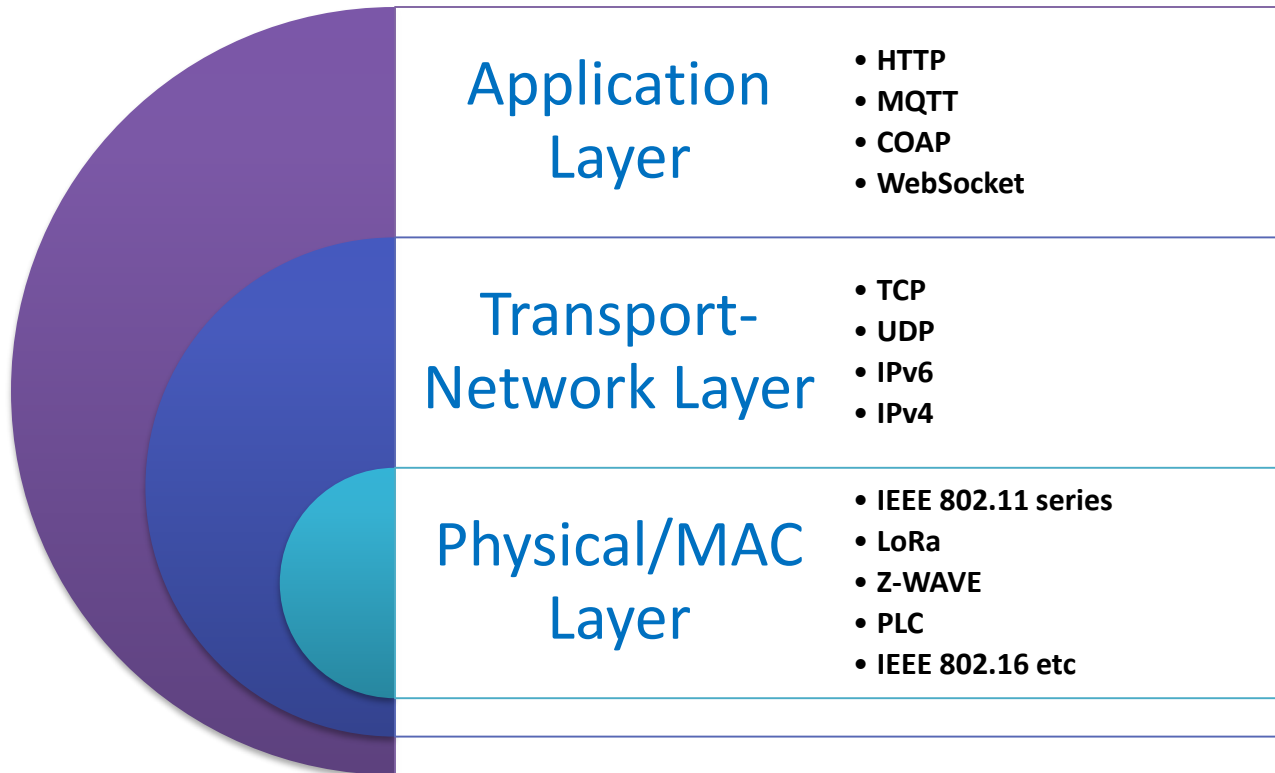 Application
Layer
• HTTP
• MQTT
• COAP
• WebSocket
Transport-
Network Layer
• TCP
• UDP
• IPv6
• IPv4
Physical/MAC
Layer
• IEEE 802.11 series
• LoRa
• Z-WAVE
• PLC
• IEEE 802.16 etc